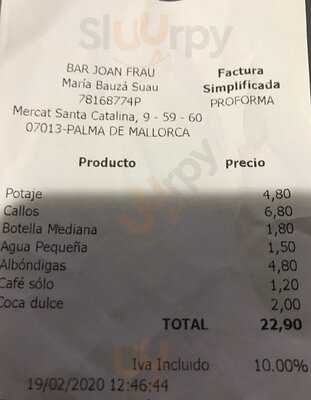 Sluurpy
BAR JOAN FRAU
María Bauzá Suau
78168774P
Mercat Santa Catalina, 9 - 59 - 60
07013-PALMA DE MALLORCA
Factura
Simplificada
PROFORMA
Producto Precio
Potaje 4,80
Callos 6,80
Botella Mediana 1,80
Agua Pequeña 1,50
Albóndigas 4,80
Café sólo 1,20
Coca dulce 2,00
TOTAL 22,90
Iva Incluido 10.00%
19/02/2020 12:46:44